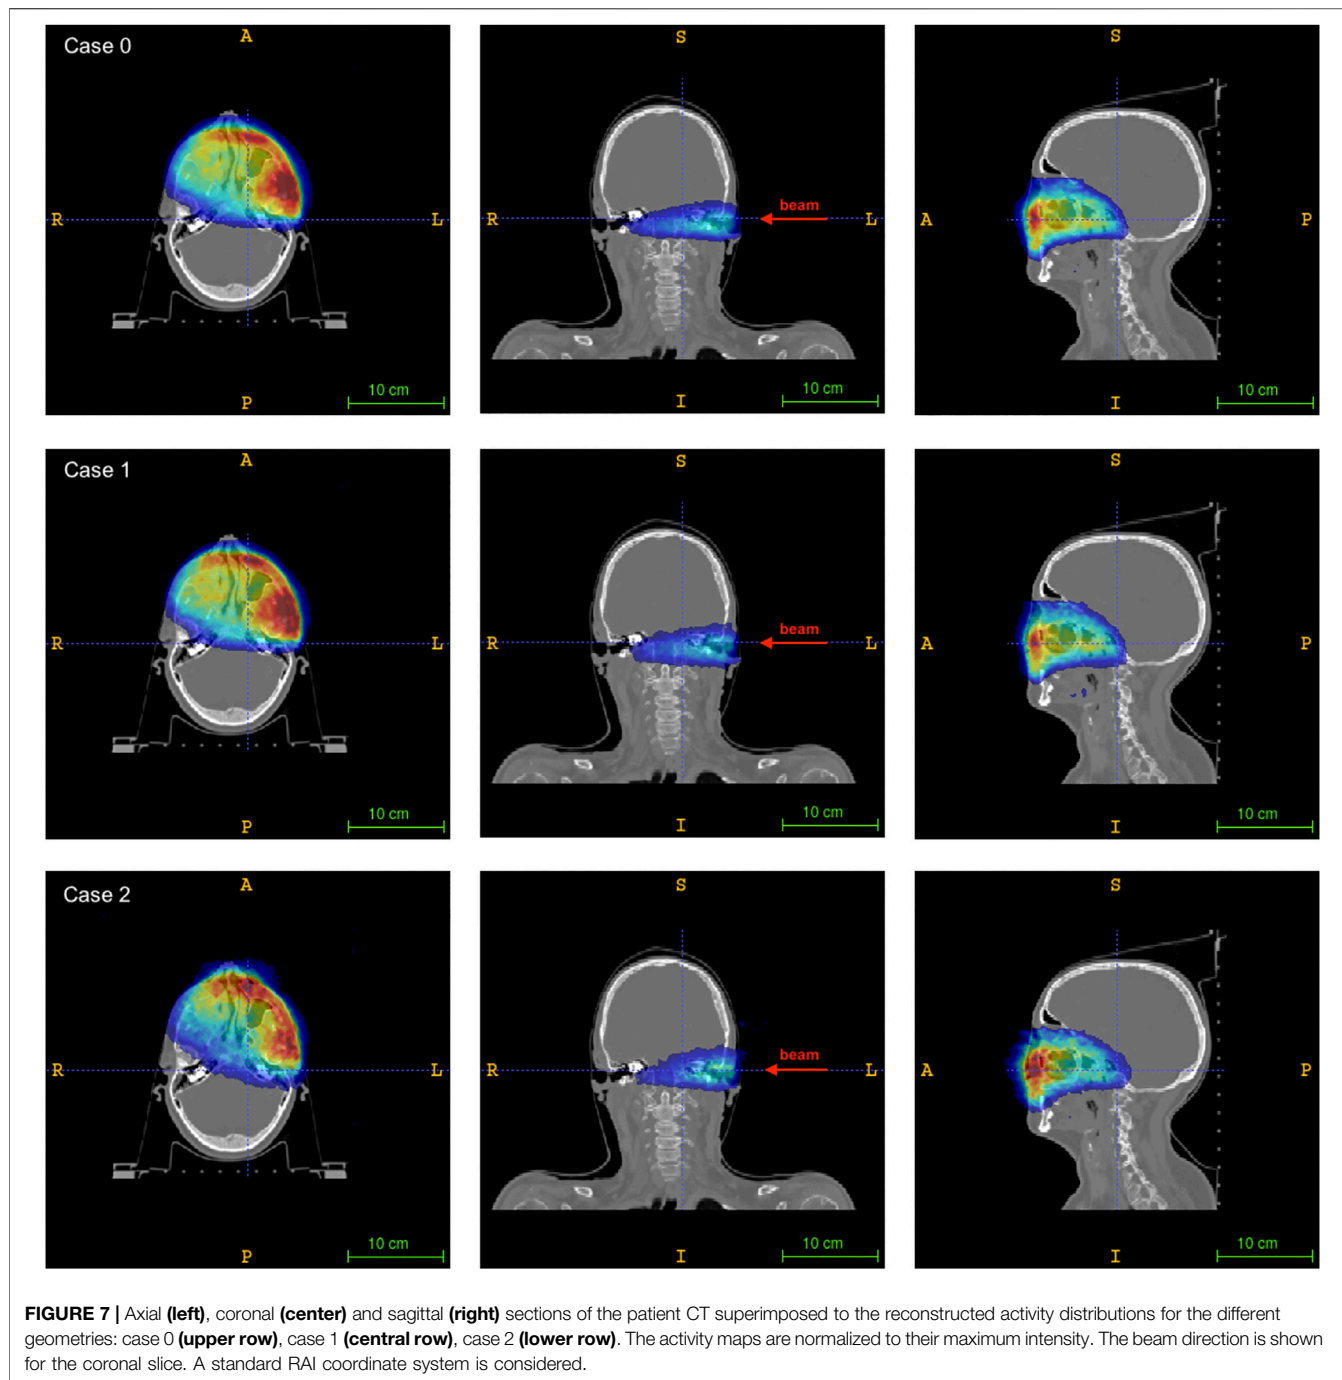 Case 0
A
R
L
P
10 cm
S
R
beam
L
I
10 cm
S
A
P
I
10 cm
Case 1
A
R
L
P
10 cm
S
R
beam
L
I
10 cm
S
A
P
I
10 cm
Case 2
A
R
L
P
10 cm
S
R
beam
L
I
10 cm
S
A
P
I
10 cm
FIGURE 7 | Axial (left), coronal (center) and sagittal (right) sections of the patient CT superimposed to the reconstructed activity distributions for the different
geometries: case 0 (upper row), case 1 (central row), case 2 (lower row). The activity maps are normalized to their maximum intensity. The beam direction is shown
for the coronal slice. A standard RAI coordinate system is considered.